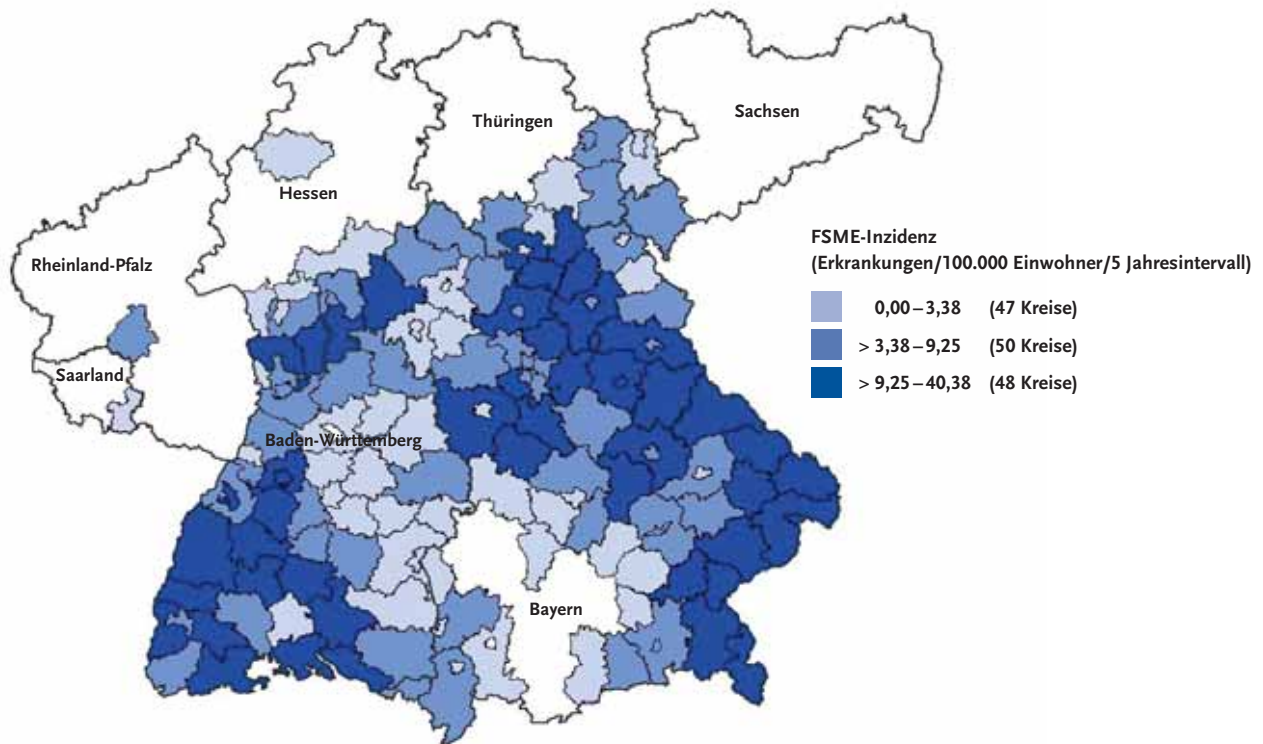 Sachsen
Thüringen
Hessen
Rheinland-Pfalz
Saarland
Baden-Württemberg
Bayern
FSME-Inzidenz
(Erkrankungen/100.000 Einwohner/5 Jahresintervall)
0,00 – 3,38 (47 Kreise)
> 3,38 – 9,25 (50 Kreise)
> 9,25 – 40,38 (48 Kreise)